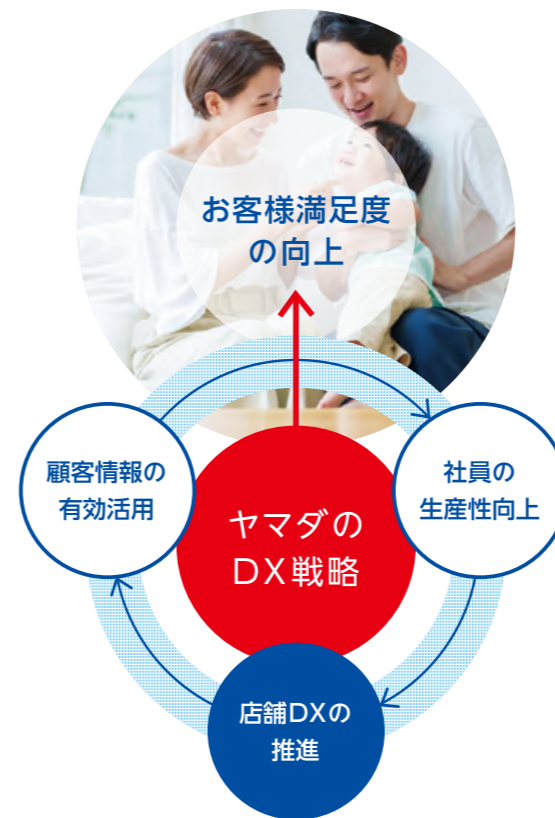 お客様満足度
の向上
顧客情報の
有効活用
社員の
生産性向上
ヤマダの
DX戦略
店舗DXの
推進